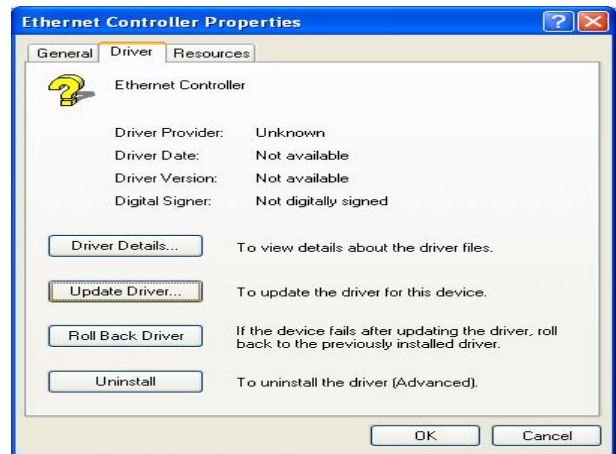 Ethernet Controller Properties
General Driver Resources
Ethernet Controller
Driver Provider: Unknown
Driver Date: Not available
Driver Version: Not available
Digital Signer: Not digitally signed
Driver Details... To view details about the driver files.
Update Driver... To update the driver for this device.
Roll Back Driver If the device fails after updating the driver, roll
back to the previously installed driver.
Uninstall To uninstall the driver (Advanced).
OK Cancel